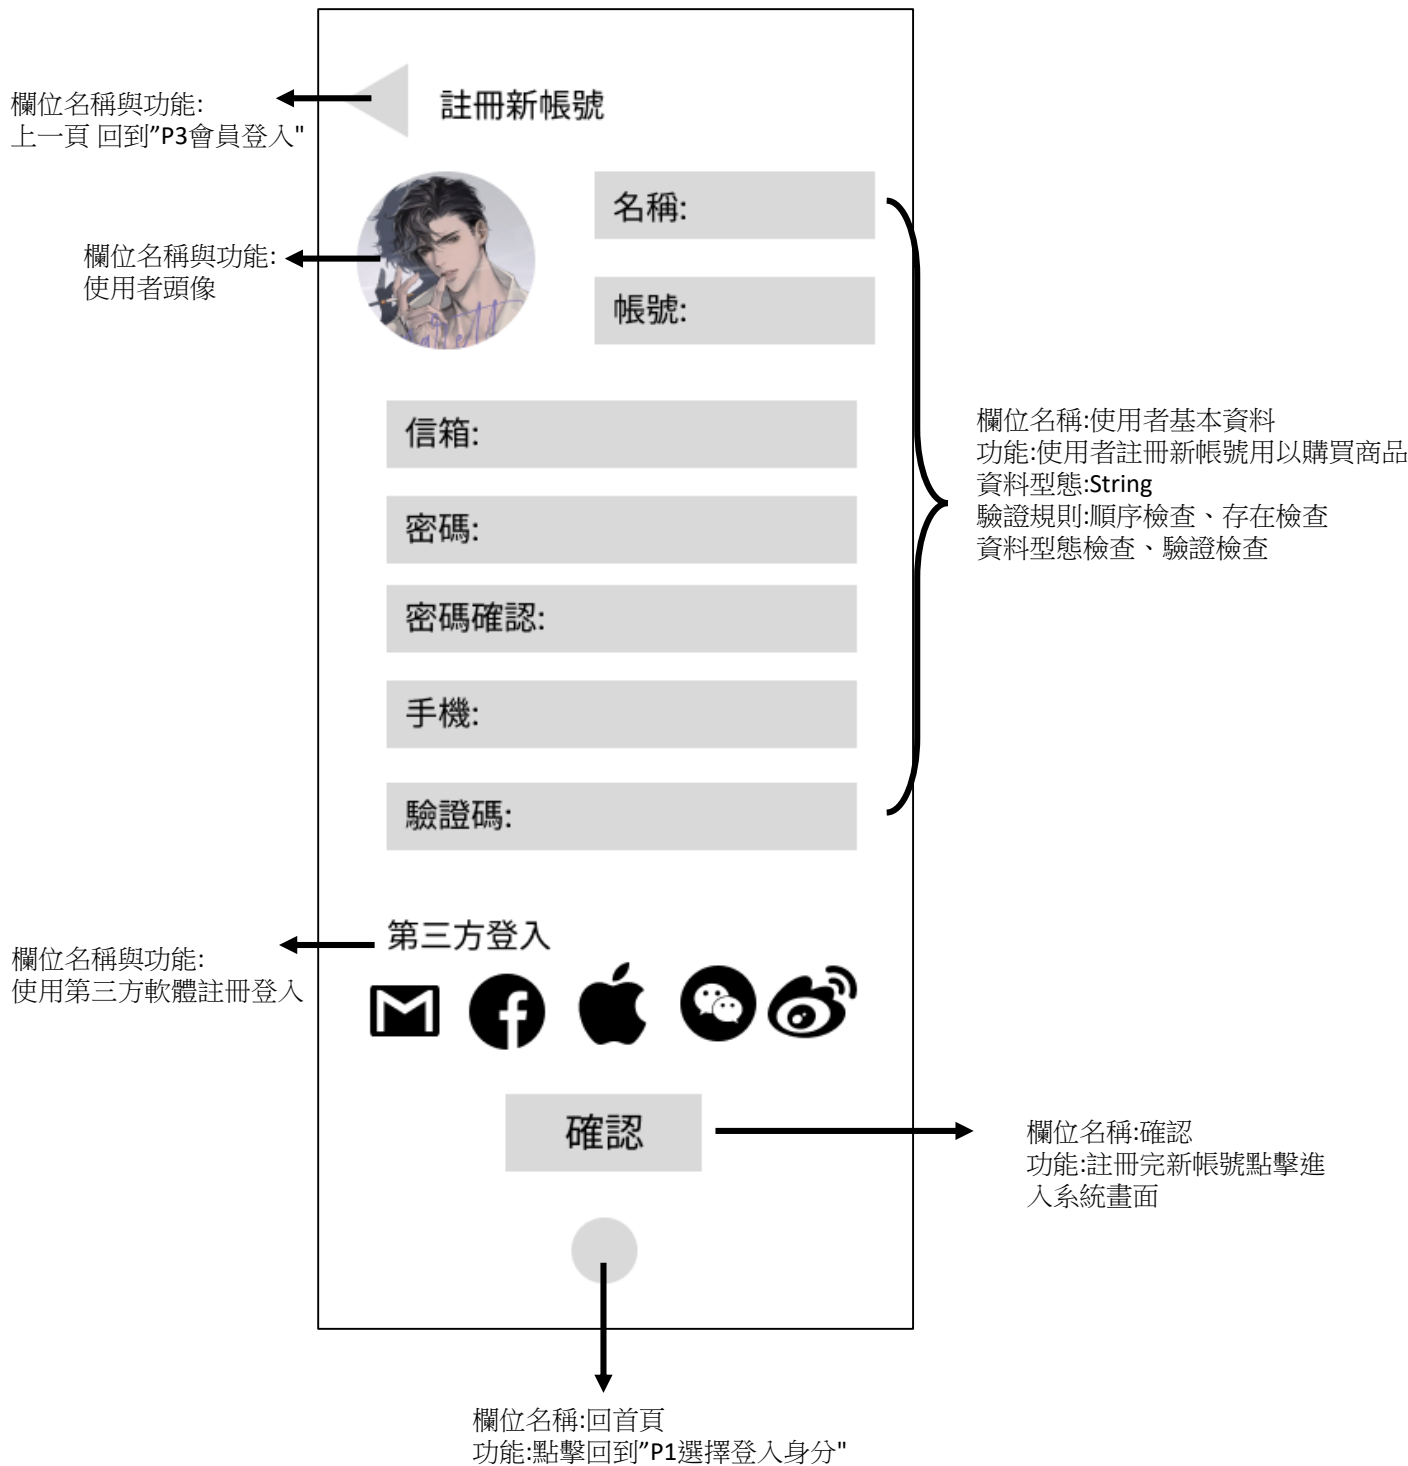 註冊新帳號
欄位名稱與功能:
上一頁 回到”P3會員登入"
名稱:
欄位名稱與功能:
使用者頭像
帳號:
信箱:
密碼:
密碼確認:
手機:
驗證碼:
欄位名稱:使用者基本資料
功能:使用者註冊新帳號用以購買商品
資料型態:String
驗證規則:順序檢查、存在檢查
資料型態檢查、驗證檢查
第三方登入
欄位名稱與功能:
使用第三方軟體註冊登入
確認
欄位名稱:確認
功能:註冊完新帳號點擊進
入系統畫面
欄位名稱:回首頁
功能:點擊回到”P1選擇登入身分"